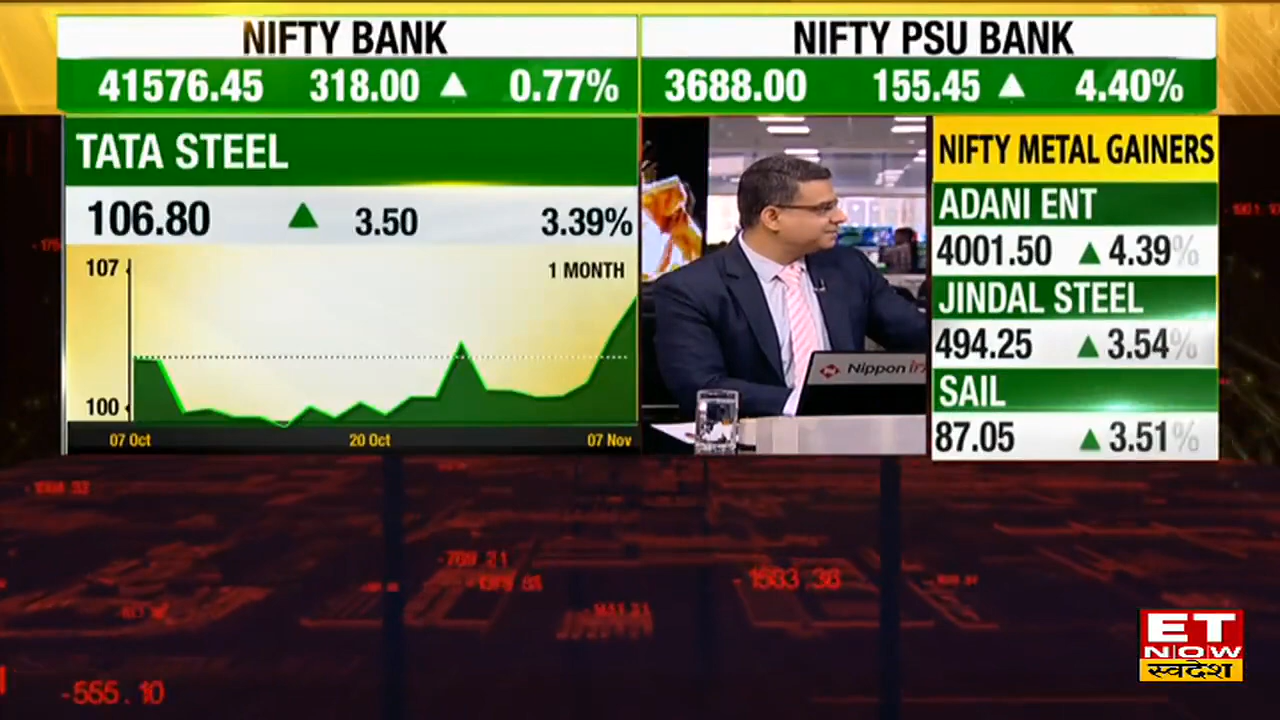 NIFTY BANK
41576.45 318.00 ▲ 0.77%
NIFTY PSU BANK
3688.00 155.45 ▲ 4.40%
TATA STEEL
106.80 ▲ 3.50 3.39%
107
1 MONTH
100
07 Oct 20 Oct 07 Nov
Nippon
NIFTY METAL GAINERS
ADANI ENT
4001.50 ▲ 4.39%
JINDAL STEEL
494.25 ▲ 3.54%
SAIL
87.05 ▲ 3.51%
-555.10
ET
NOW
स्वदेश